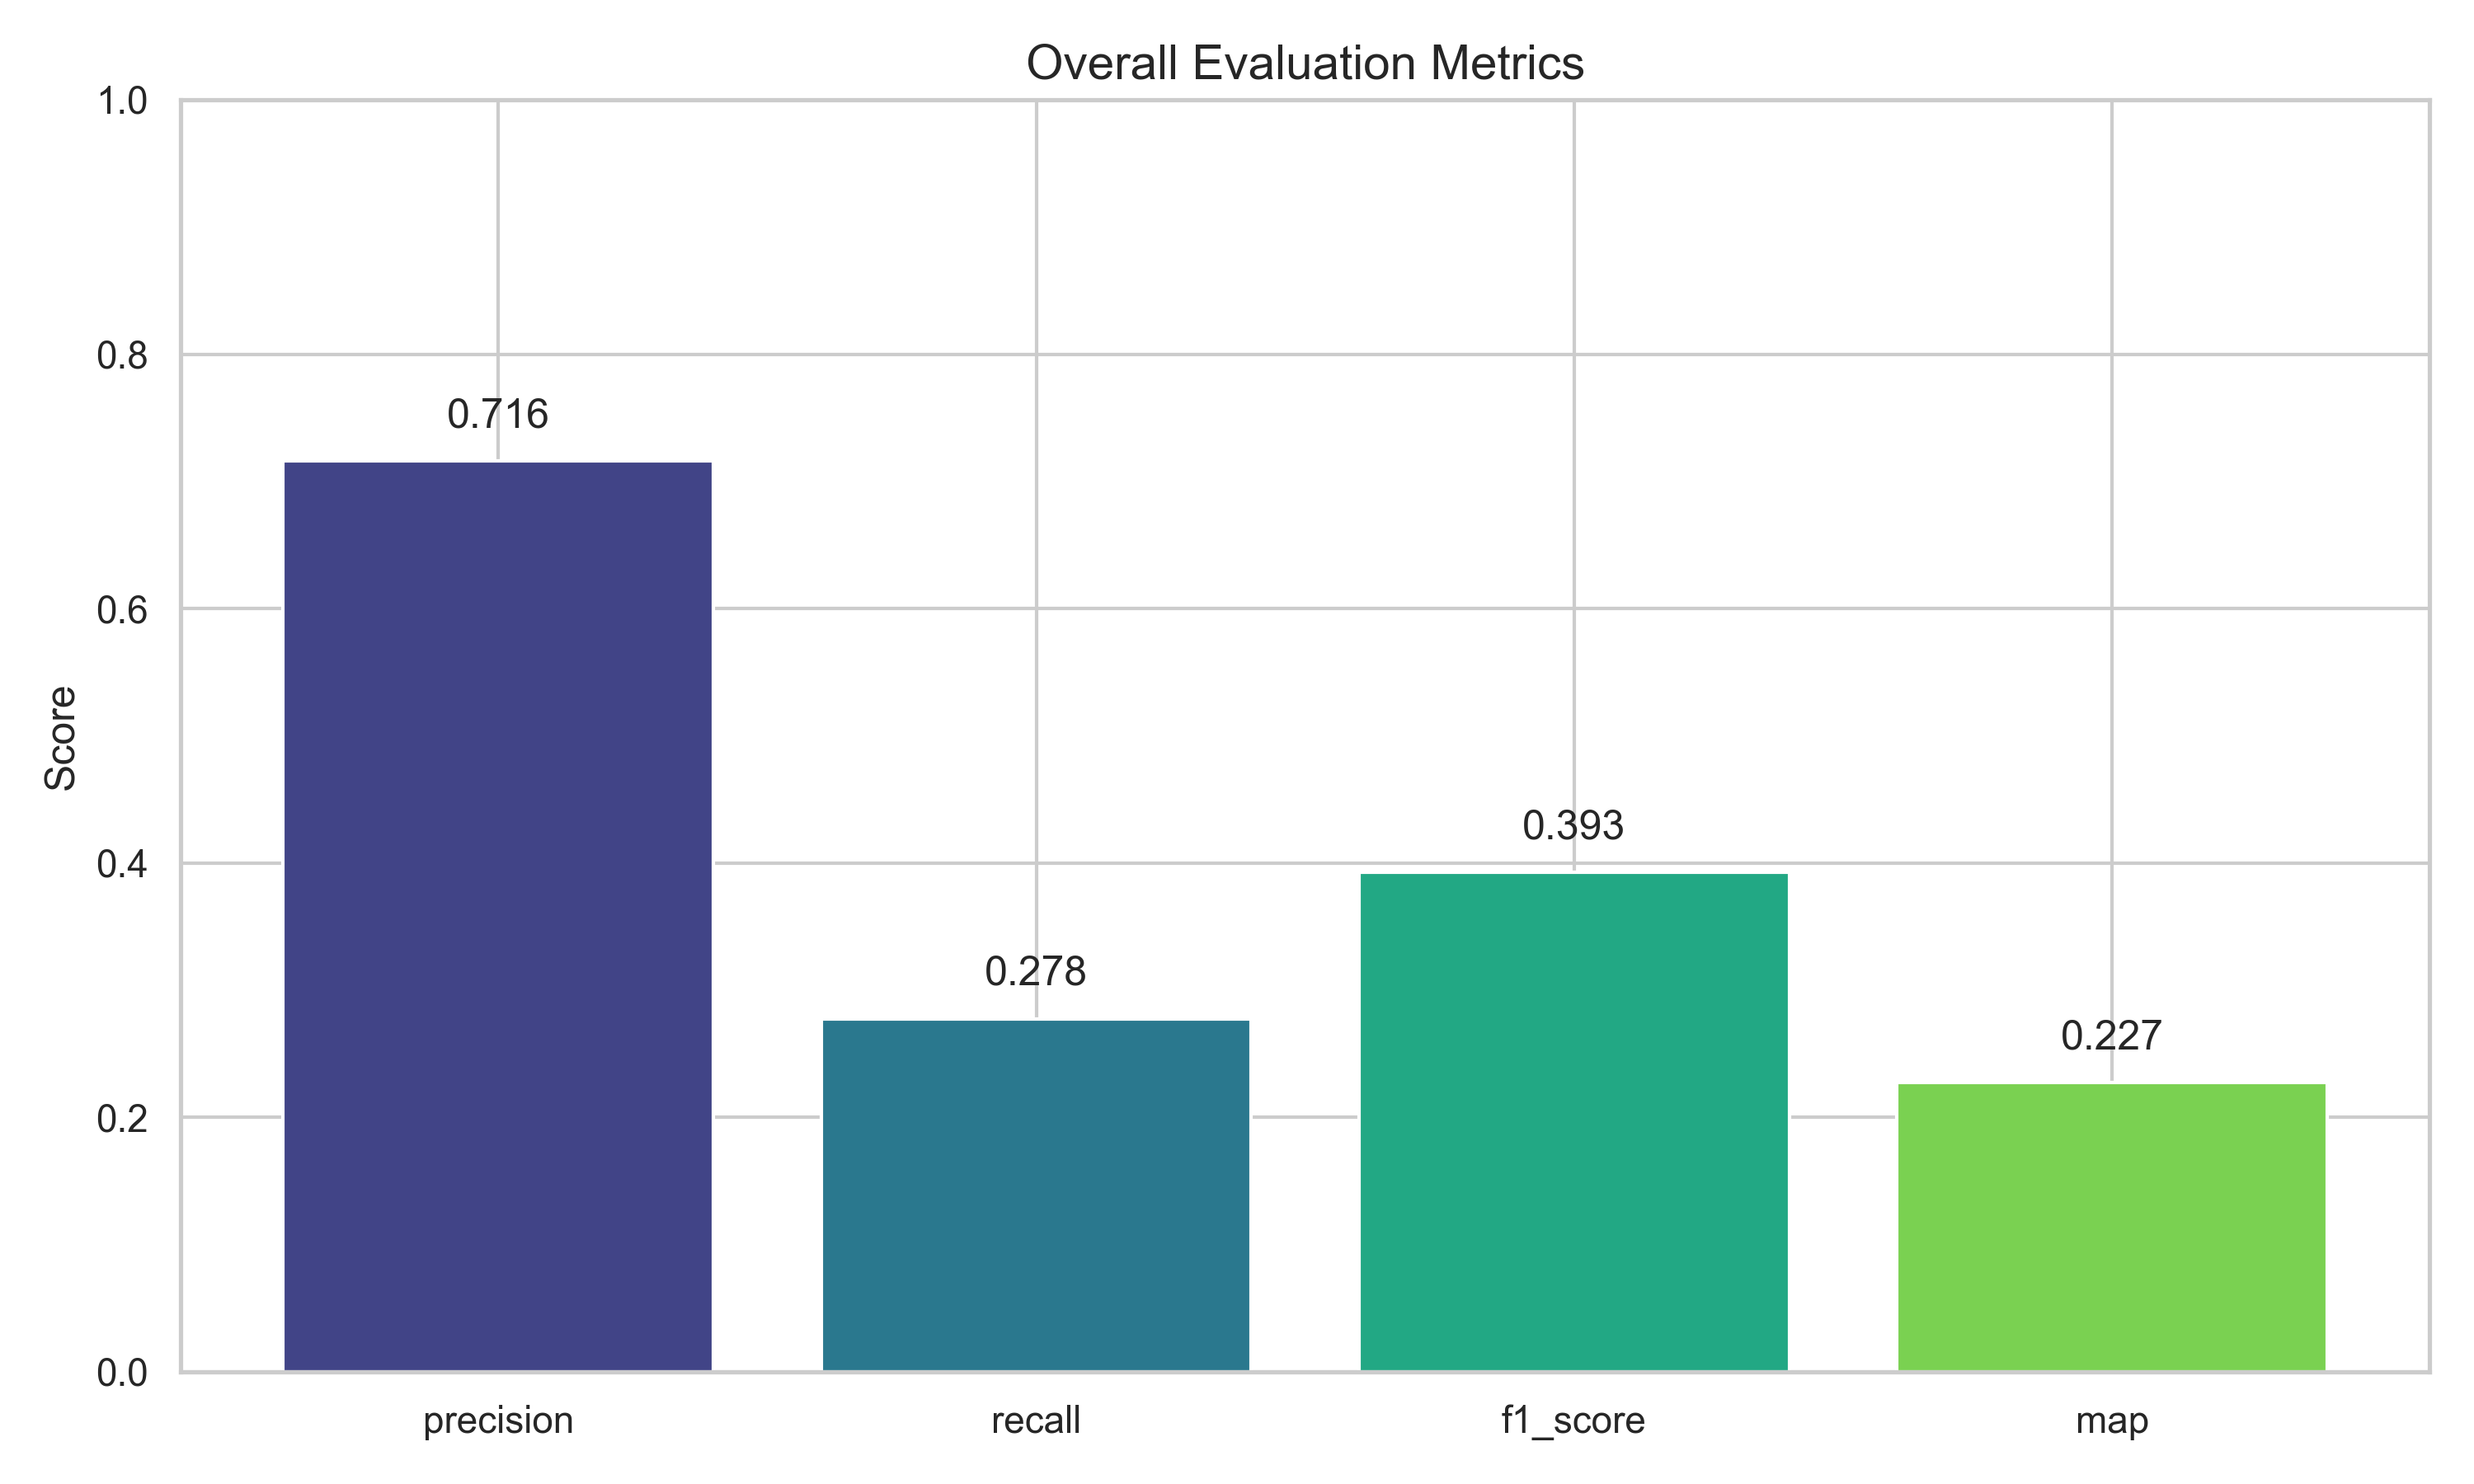 Overall Evaluation Metrics
1.0
0.8
0.6
0.4
0.2
0.0
Score
0.716
0.278
0.393
0.227
precision
recall
f1_score
map